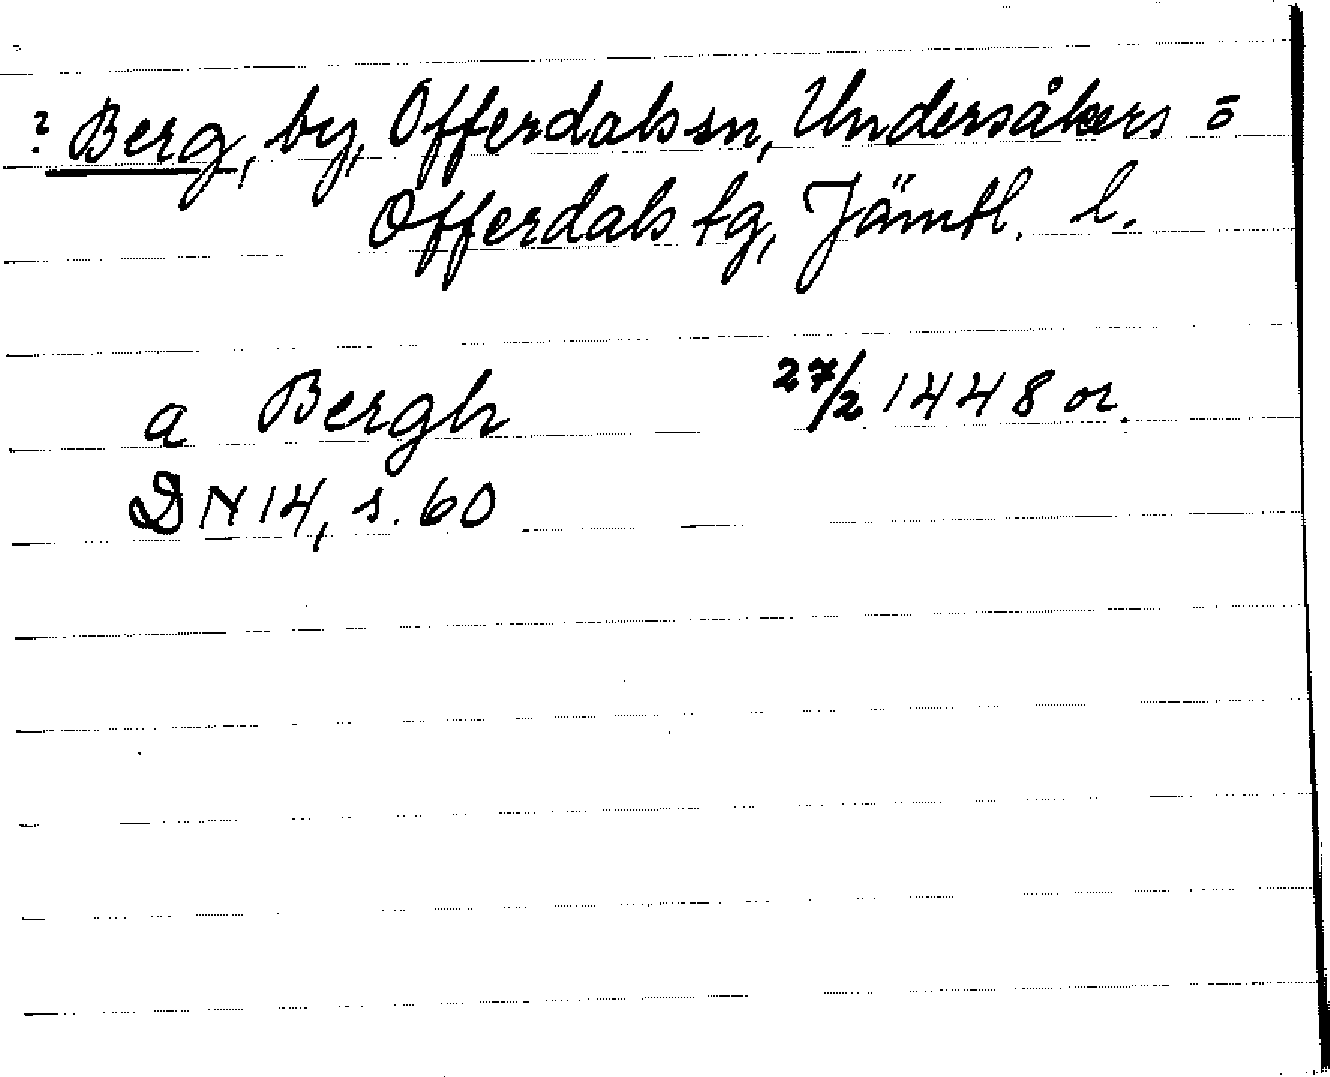 ? Berg, by, Offerdals sn, Undersåkers o
Offerdals tg, Jämtl. l.
a Bergh 27/2 1448 or.
DN 14, s. 60